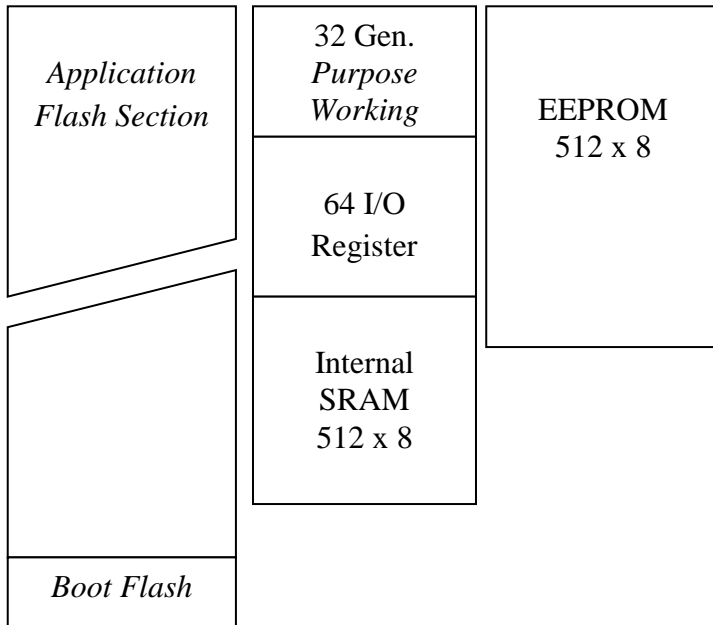 Application
Flash Section
Boot Flash
32 Gen.
Purpose
Working
64 I/O
Register
Internal
SRAM
512 x 8
EEPROM
512 x 8